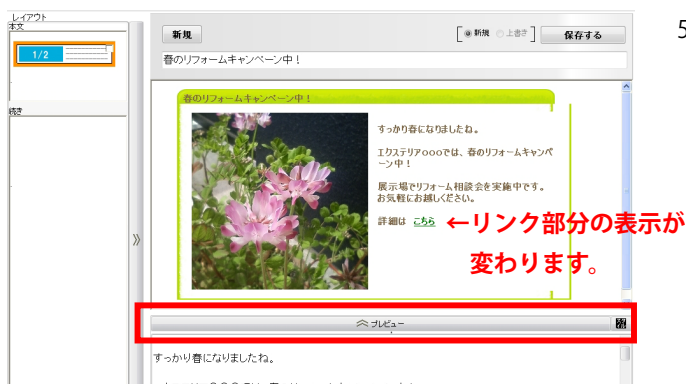 レイアウト
本文
1/2
続き
新規
[ 新規 上書き ]
保存する
春のリフォームキャンペーン中！
春のリフォームキャンペーン中！
すっかり春になりましたね。
エクステリアoooでは、春のリフォームキャンペ
ーン中！
展示場でリフォーム相談会を実施中です。
お気軽にお越しください。
詳細は こちら
←リンク部分の表示が
変わります。
プレビュー
すっかり春になりましたね。
5